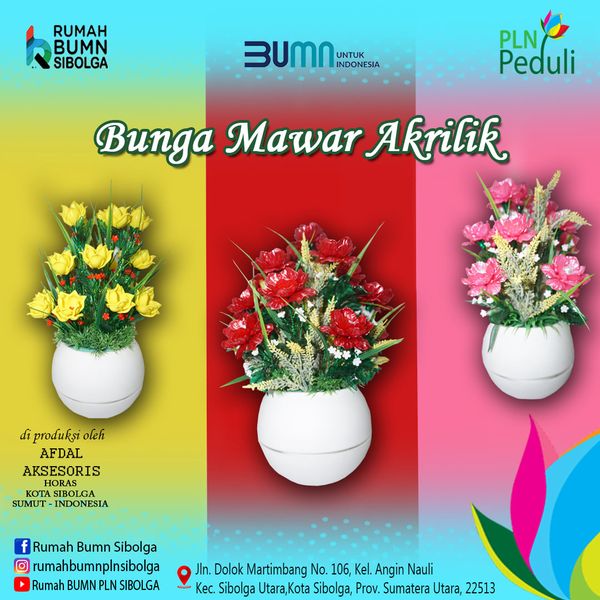 RUMAH
BUMN
SIBOLGA
BUMN UNTUK
INDONESIA
PLN
Peduli
Bunga Mawar Akrilik
di produksi oleh
AFDAL
AKSESORIS
HORAS
KOTA SIBOLGA
SUMUT - INDONESIA
Rumah Bumn Sibolga
rumahbumnplnsibolga
Rumah BUMN PLN SIBOLGA
Jln. Dolok Martimbang No. 106, Kel. Angin Nauli
Kec. Sibolga Utara,Kota Sibolga, Prov. Sumatera Utara, 22513